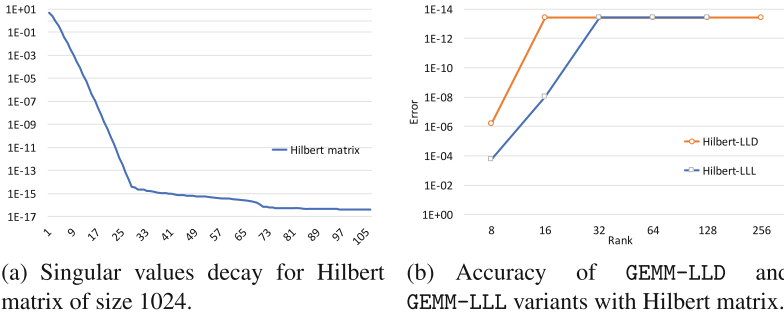 1E+01
1E-01
1E-03
1E-05
1E-07
1E-09
1E-11
1E-13
1E-15
1E-17
Hilbert matrix
1 9 17 25 33 41 49 57 65 73 81 89 97 105
(a) Singular values decay for Hilbert
matrix of size 1024.
1E-14
1E-12
1E-10
1E-08
1E-06
1E-04
1E-02
1E+00
Error
Hilbert-LLD
Hilbert-LLL
8 16 32 64 128 256
Rank
(b) Accuracy of GEMM-LLD and
GEMM-LLL variants with Hilbert matrix.